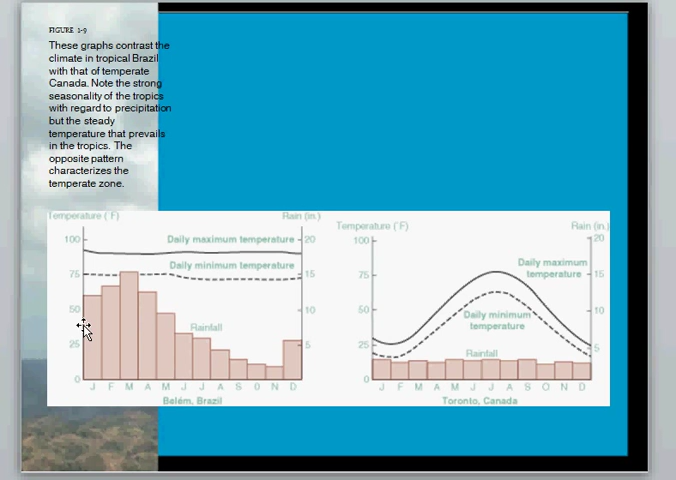 FIGURE 1-9
These graphs contrast the
climate in tropical Brazil
with that of temperate
Canada. Note the strong
seasonality of the tropics
with regard to precipitation
but the steady
temperature that prevails
in the tropics. The
opposite pattern
characterizes the
temperate zone.
Temperature (°F) Rain (in.)
100 Daily maximum temperature 20
75 Daily minimum temperature 15
50 10
Rainfall
25 5
0
J F M A M J J A S O N D
Belém, Brazil
Temperature (°F) Rain (in.)
100 20
Daily maximum
temperature
75 15
50 10
Daily minimum
temperature
25 5
Rainfall
0
J F M A M J J A S O N D
Toronto, Canada